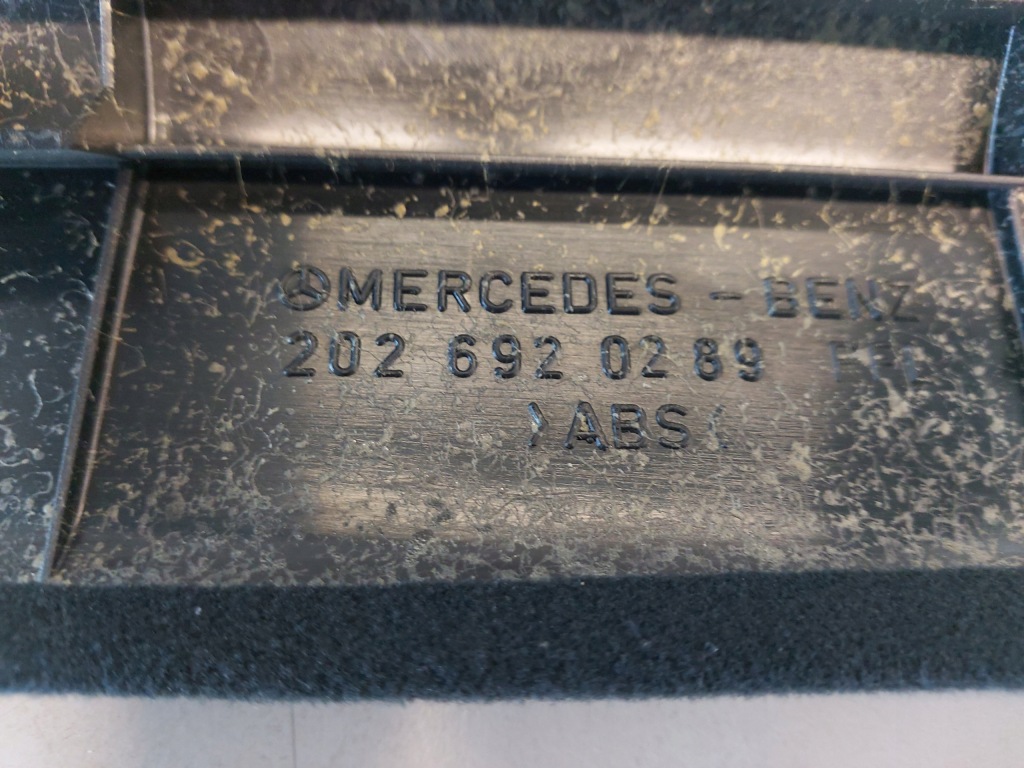 MERCEDES - BENZ
202 692 02 89
>ABS<